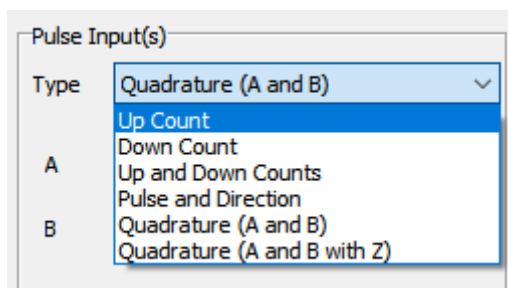 Pulse Input(s)
Type Quadrature (A and B)
Up Count
Down Count
A Up and Down Counts
Pulse and Direction
B Quadrature (A and B)
Quadrature (A and B with Z)